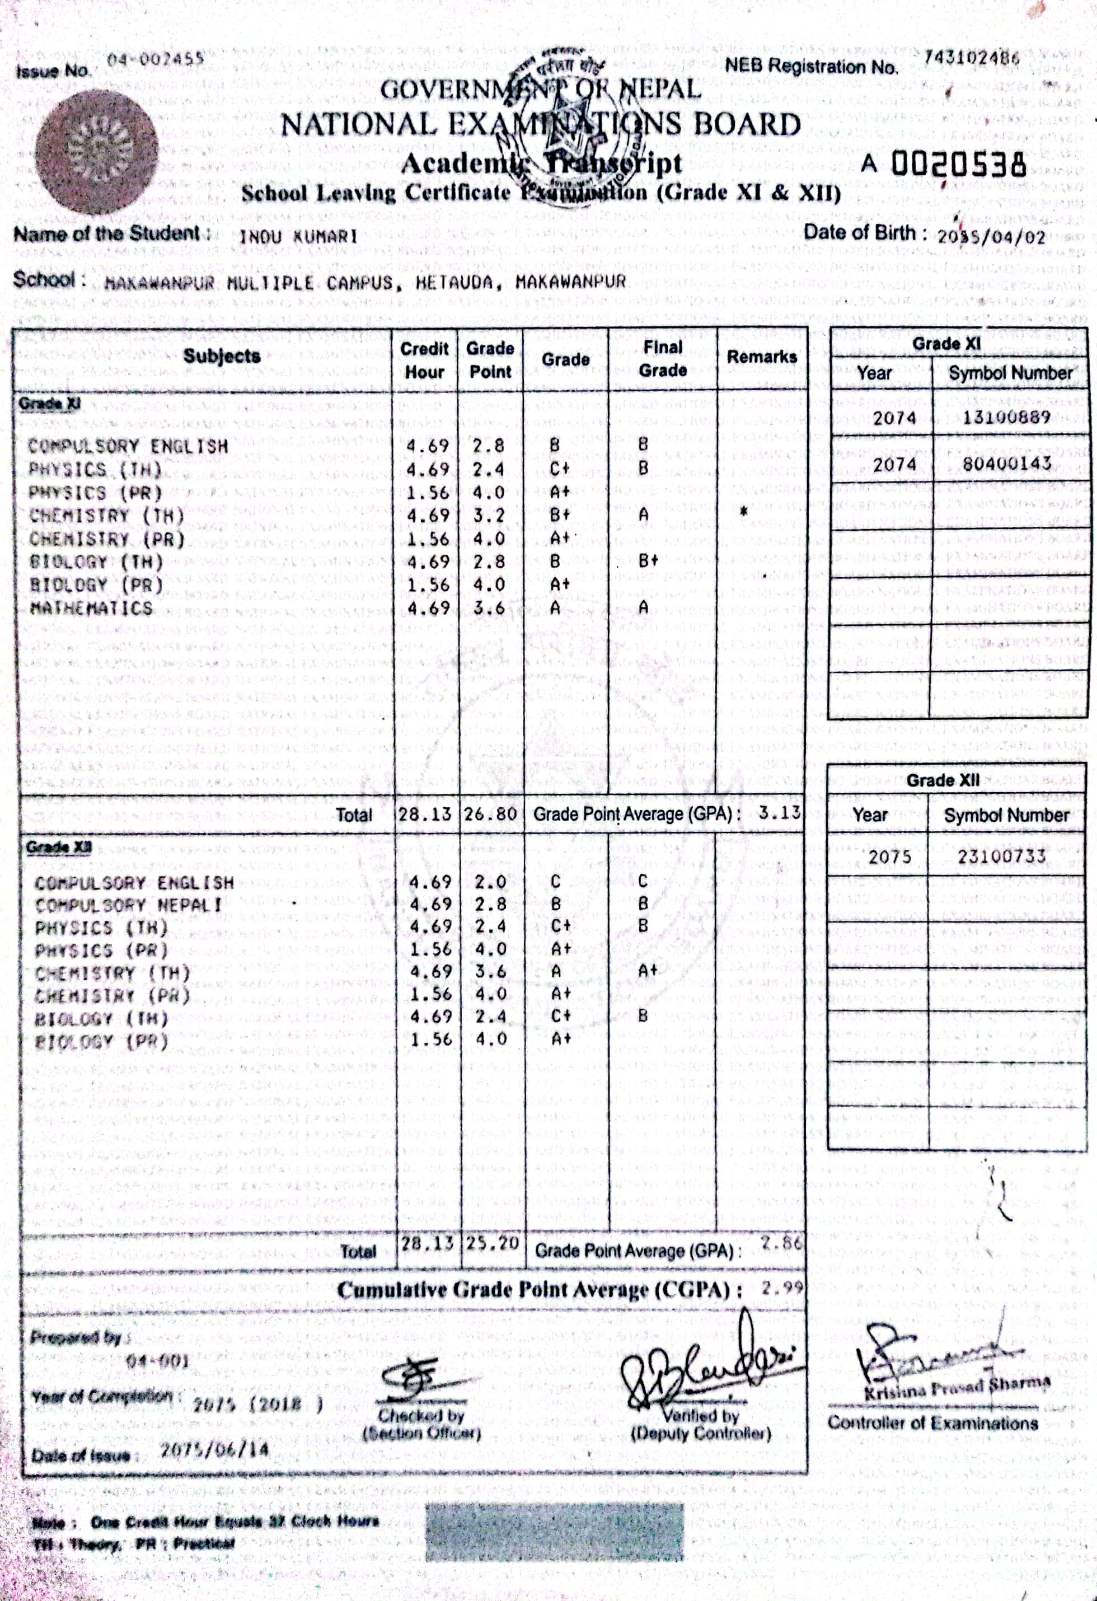 Issue No. 04-002455
NEB Registration No. 743102486
GOVERNMENT OF NEPAL
NATIONAL EXAMINATIONS BOARD
Academic Transcript
A 0020538
School Leaving Certificate Examination (Grade XI & XII)
Name of the Student : INDU KUMARI
Date of Birth : 2055/04/02
School : MAKAWANPUR MULTIPLE CAMPUS, HETAUDA, MAKAWANPUR
Subjects Credit Hour Grade Point Grade Final Grade Remarks
Grade XI
COMPULSORY ENGLISH 4.69 2.8 B B
PHYSICS (TH) 4.69 2.4 C+ B
PHYSICS (PR) 1.56 4.0 A+
CHEMISTRY (TH) 4.69 3.2 B+ A *
CHEMISTRY (PR) 1.56 4.0 A+
BIOLOGY (TH) 4.69 2.8 B B+
BIOLOGY (PR) 1.56 4.0 A+
MATHEMATICS 4.69 3.6 A A
Total 28.13 26.80 Grade Point Average (GPA) : 3.13
Grade XI
Year Symbol Number
2074 13100889
2074 80400143
Grade XII
COMPULSORY ENGLISH 4.69 2.0 C C
COMPULSORY NEPALI 4.69 2.8 B B
PHYSICS (TH) 4.69 2.4 C+ B
PHYSICS (PR) 1.56 4.0 A+
CHEMISTRY (TH) 4.69 3.6 A A+
CHEMISTRY (PR) 1.56 4.0 A+
BIOLOGY (TH) 4.69 2.4 C+ B
BIOLOGY (PR) 1.56 4.0 A+
Total 28.13 25.20 Grade Point Average (GPA) : 2.86
Cumulative Grade Point Average (CGPA) : 2.99
Grade XII
Year Symbol Number
2075 23100733
Prepared by :
04-001
Year of Completion : 2075 (2018 )
Date of Issue : 2075/06/14
Checked by
(Section Officer)
Verified by
(Deputy Controller)
Krishna Prasad Sharma
Controller of Examinations
Note : One Credit Hour Equals 32 Clock Hours
TH : Theory, PR : Practical